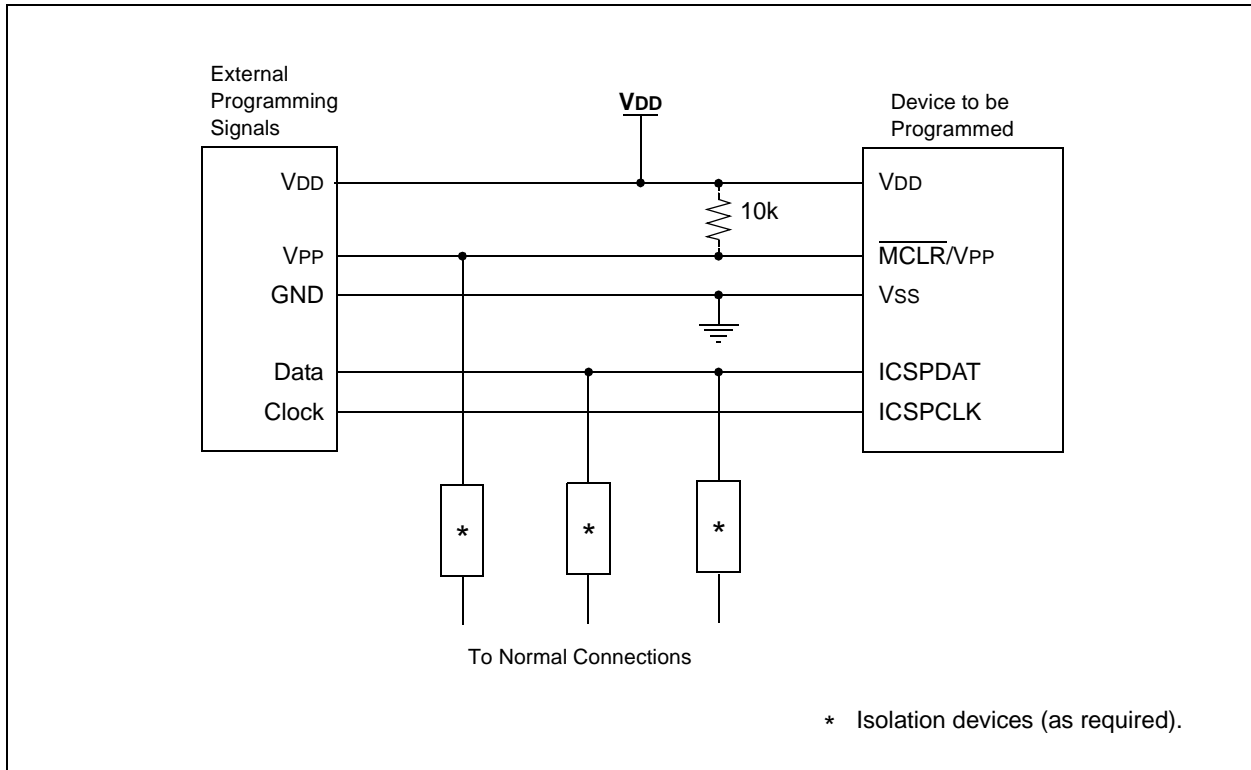 External
Programming
Signals
VDD
Device to be
Programmed
VDD
VDD
10k
VPP
MCLR/VPP
GND
VSS
Data
ICSPDAT
Clock
ICSPCLK
*
*
*
To Normal Connections
* Isolation devices (as required).